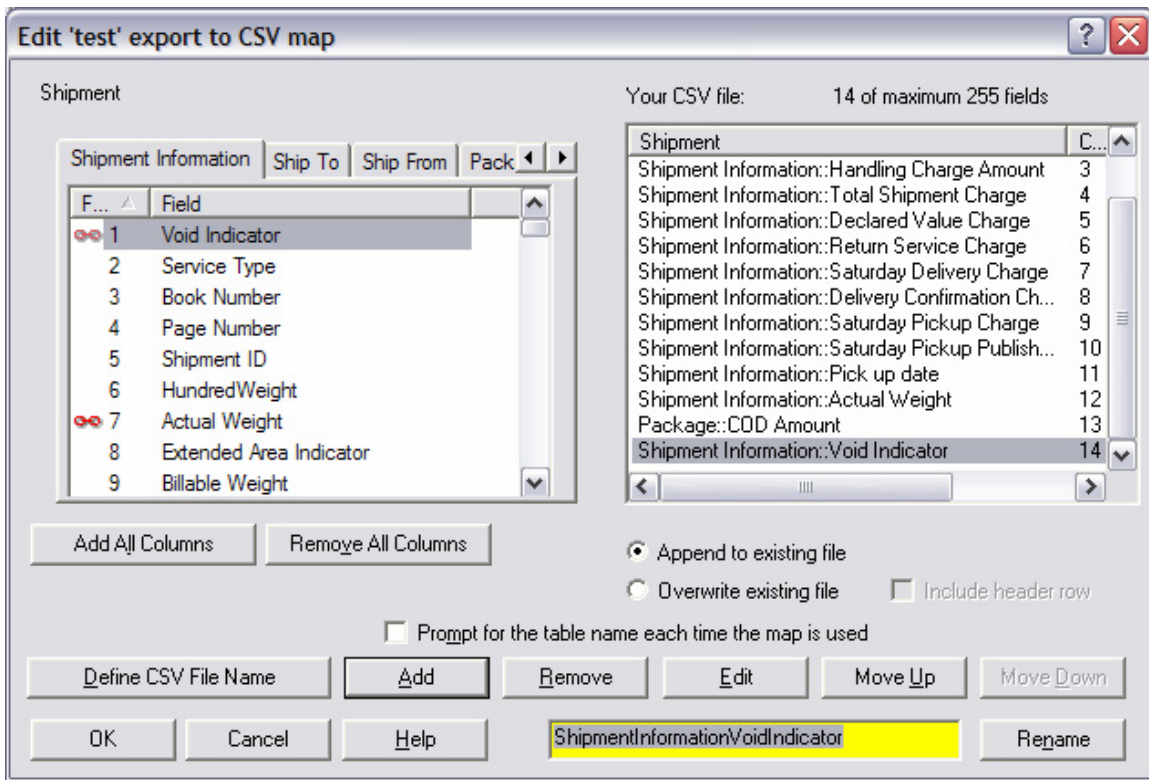 Edit 'test' export to CSV map
Shipment
Your CSV file: 14 of maximum 255 fields
Shipment Information Ship To Ship From Pack
F... Field
1 Void Indicator
2 Service Type
3 Book Number
4 Page Number
5 Shipment ID
6 HundredWeight
7 Actual Weight
8 Extended Area Indicator
9 Billable Weight
Shipment C...
Shipment Information::Handling Charge Amount 3
Shipment Information::Total Shipment Charge 4
Shipment Information::Declared Value Charge 5
Shipment Information::Return Service Charge 6
Shipment Information::Saturday Delivery Charge 7
Shipment Information::Delivery Confirmation Ch... 8
Shipment Information::Saturday Pickup Charge 9
Shipment Information::Saturday Pickup Publish... 10
Shipment Information::Pick up date 11
Shipment Information::Actual Weight 12
Package::COD Amount 13
Shipment Information::Void Indicator 14
Add All Columns Remove All Columns
Append to existing file
Overwrite existing file Include header row
Prompt for the table name each time the map is used
Define CSV File Name Add Remove Edit Move Up Move Down
OK Cancel Help ShipmentInformationVoidIndicator Rename